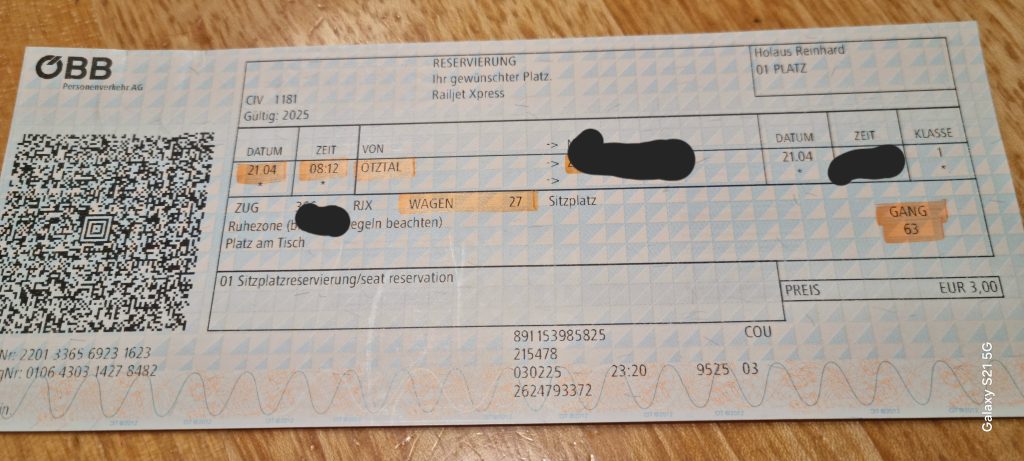 ÖBB
Personenverkehr AG
RESERVIERUNG
Ihr gewünschter Platz.
Railjet Xpress
Holaus Reinhard
01 PLATZ
CIV 1181
Gültig: 2025
DATUM ZEIT VON -> DATUM ZEIT KLASSE
21.04 08:12 ÖTZTAL -> 21.04 1
* * -> * *
ZUG RJX WAGEN 27 Sitzplatz GANG
Ruhezone egeln beachten) 63
Platz am Tisch
01 Sitzplatzreservierung/seat reservation
PREIS EUR 3,00
891153985825 COU
215478
Nr: 2201 3365 6923 1623
030225 23:20 9525 03
gNr: 0106 4303 1427 8482
2624793372
Galaxy S21 5G